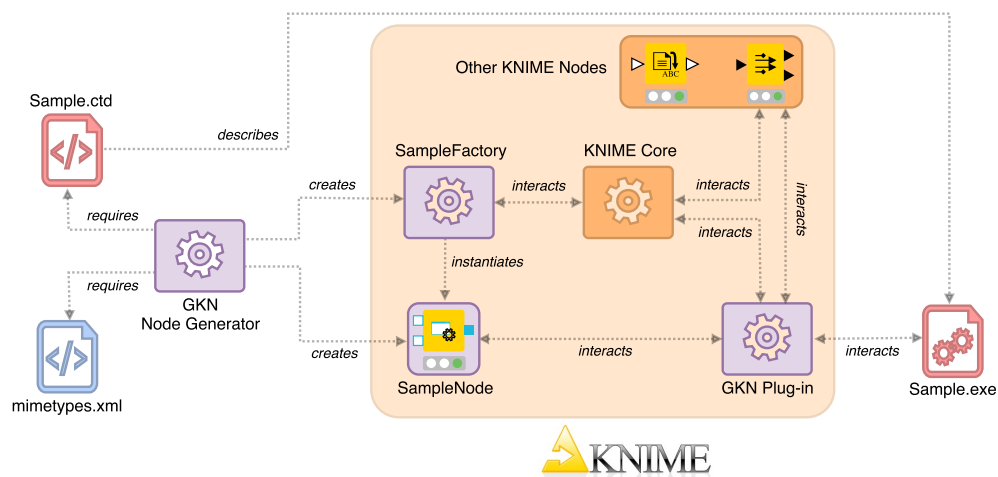 Other KNIME Nodes
ABC
Sample.ctd
describes
SampleFactory
KNIME Core
creates
interacts
interacts
interacts
requires
interacts
instantiates
requires
GKN
Node Generator
creates
interacts
interacts
SampleNode
GKN Plug-in
Sample.exe
mimetypes.xml
KNIME